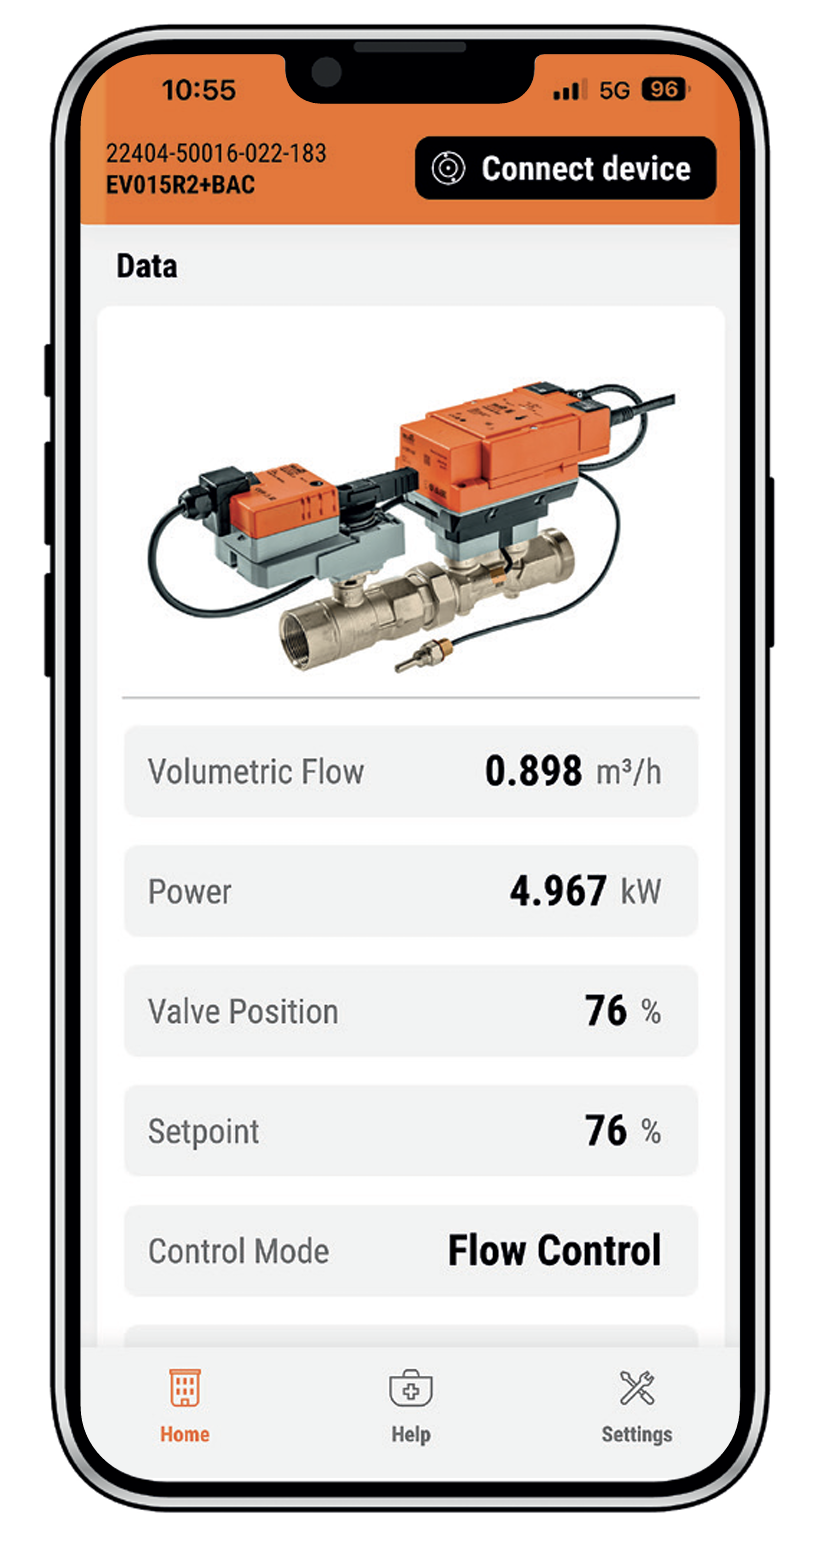 10:55
5G 96
22404-50016-022-183
EV015R2+BAC
Connect device
Data
Volumetric Flow 0.898 m³/h
Power 4.967 kW
Valve Position 76 %
Setpoint 76 %
Control Mode Flow Control
Home Help Settings